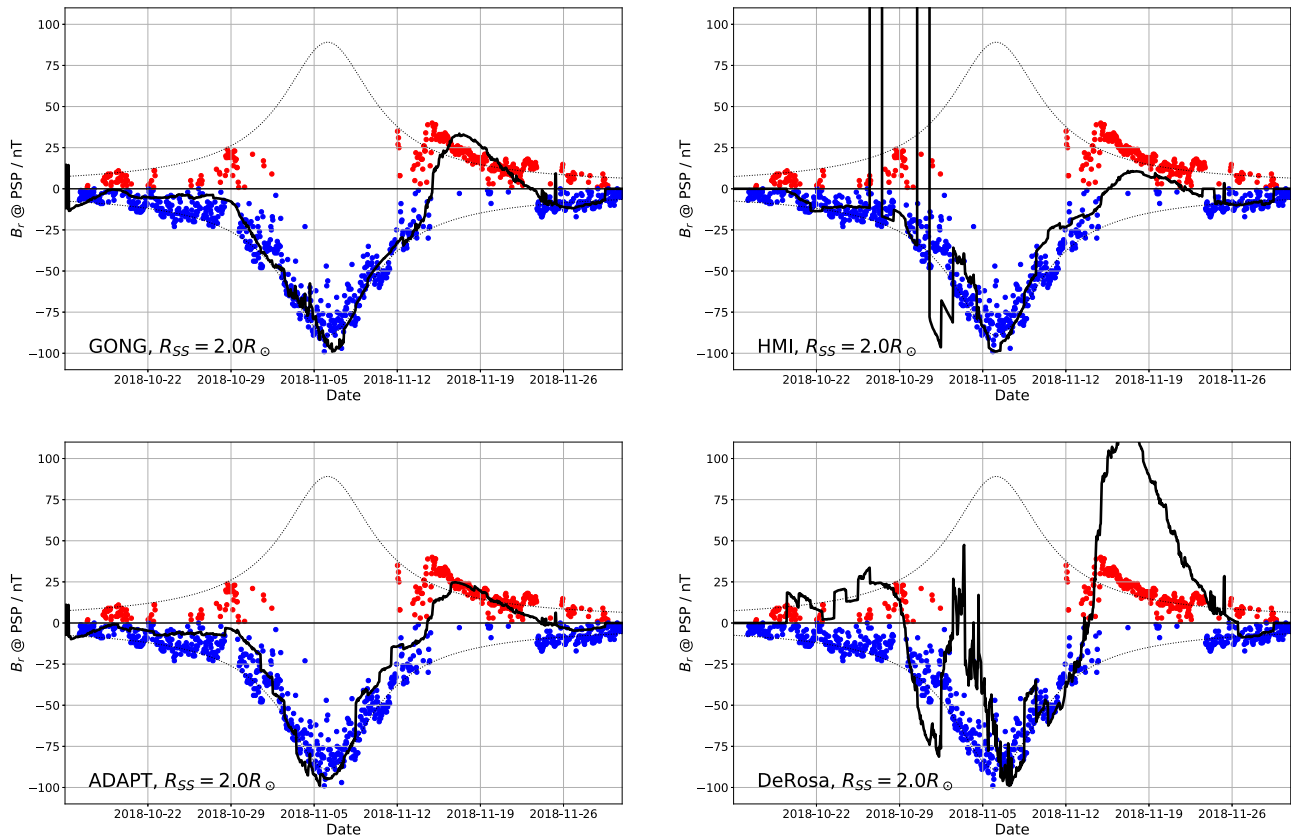 100
75
50
25
0
−25
−50
−75
−100
B_r @ PSP / nT
GONG, R_SS = 2.0R_⊙
2018-10-22 2018-10-29 2018-11-05 2018-11-12 2018-11-19 2018-11-26
Date
100
75
50
25
0
−25
−50
−75
−100
B_r @ PSP / nT
HMI, R_SS = 2.0R_⊙
2018-10-22 2018-10-29 2018-11-05 2018-11-12 2018-11-19 2018-11-26
Date
100
75
50
25
0
−25
−50
−75
−100
B_r @ PSP / nT
ADAPT, R_SS = 2.0R_⊙
2018-10-22 2018-10-29 2018-11-05 2018-11-12 2018-11-19 2018-11-26
Date
100
75
50
25
0
−25
−50
−75
−100
B_r @ PSP / nT
DeRosa, R_SS = 2.0R_⊙
2018-10-22 2018-10-29 2018-11-05 2018-11-12 2018-11-19 2018-11-26
Date